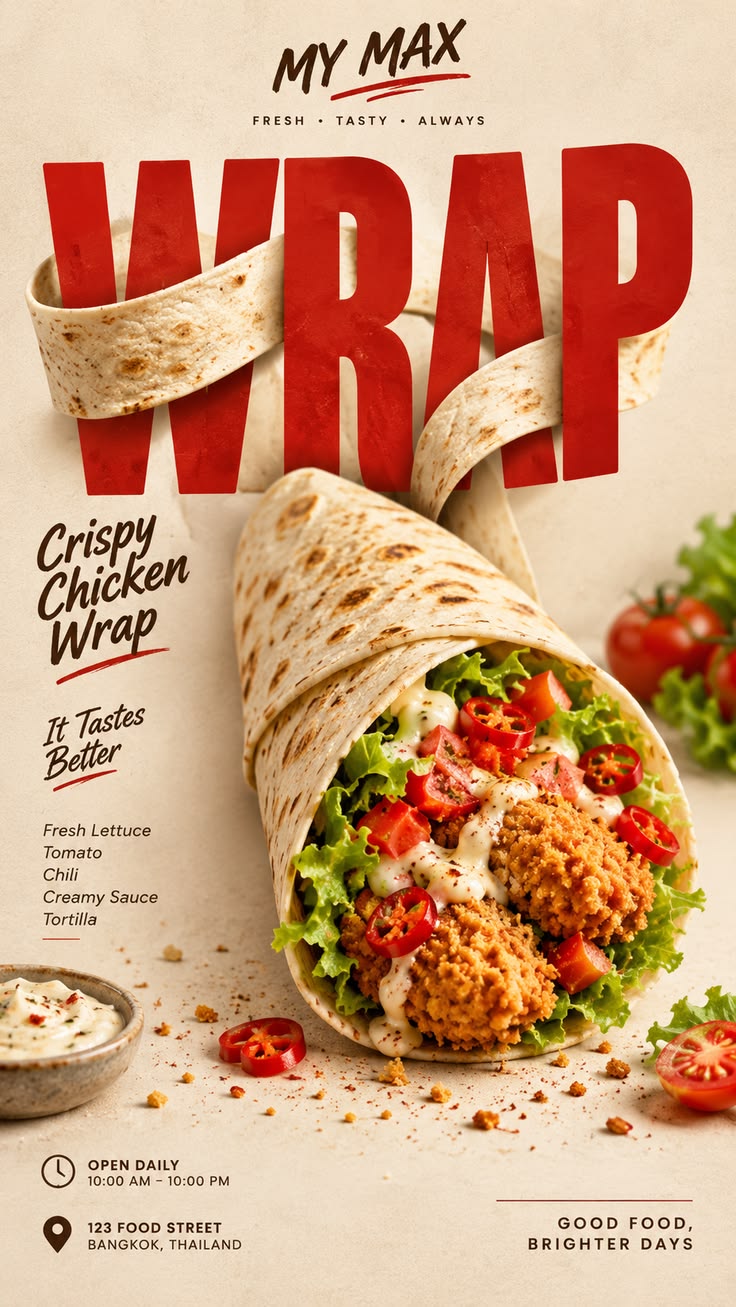 MY MAX
FRESH • TASTY • ALWAYS
WRAP
Crispy
Chicken
Wrap
It Tastes
Better
Fresh Lettuce
Tomato
Chili
Creamy Sauce
Tortilla
OPEN DAILY
10:00 AM – 10:00 PM
123 FOOD STREET
BANGKOK, THAILAND
GOOD FOOD,
BRIGHTER DAYS